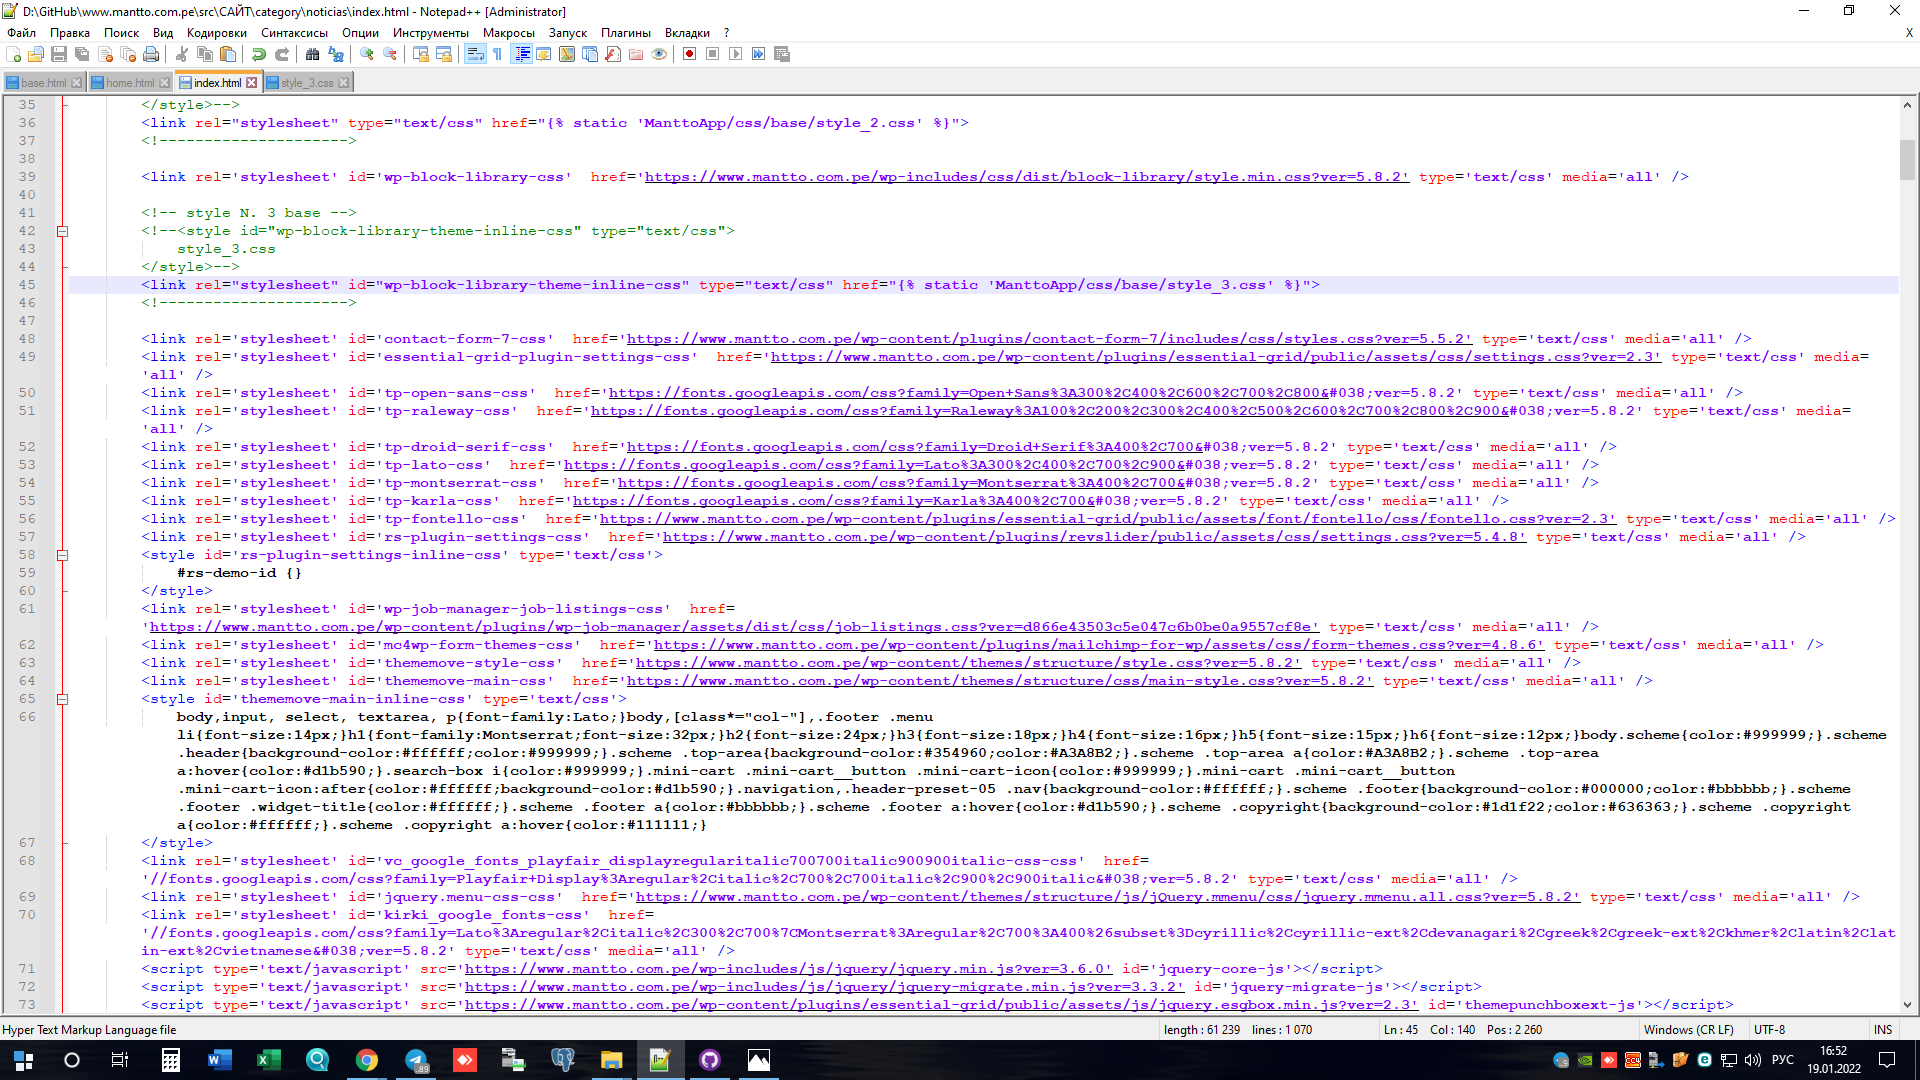 D:\GitHub\www.mantto.com.pe\src\САЙТ\category\noticias\index.html - Notepad++ [Administrator]
Файл Правка Поиск Вид Кодировки Синтаксисы Опции Инструменты Макросы Запуск Плагины Вкладки ? X
base.html home.html index.html style_3.css
35 </style>-->
36 <link rel="stylesheet" type="text/css" href="{% static 'ManttoApp/css/base/style_2.css' %}">
37 <!--------------------->
38
39 <link rel='stylesheet' id='wp-block-library-css'  href='https://www.mantto.com.pe/wp-includes/css/dist/block-library/style.min.css?ver=5.8.2' type='text/css' media='all' />
40
41 <!-- style N. 3 base -->
42 <!--<style id="wp-block-library-theme-inline-css" type="text/css">
43 style_3.css
44 </style>-->
45 <link rel="stylesheet" id="wp-block-library-theme-inline-css" type="text/css" href="{% static 'ManttoApp/css/base/style_3.css' %}">
46 <!--------------------->
47
48 <link rel='stylesheet' id='contact-form-7-css'  href='https://www.mantto.com.pe/wp-content/plugins/contact-form-7/includes/css/styles.css?ver=5.5.2' type='text/css' media='all' />
49 <link rel='stylesheet' id='essential-grid-plugin-settings-css'  href='https://www.mantto.com.pe/wp-content/plugins/essential-grid/public/assets/css/settings.css?ver=2.3' type='text/css' media=
'all' />
50 <link rel='stylesheet' id='tp-open-sans-css'  href='https://fonts.googleapis.com/css?family=Open+Sans%3A300%2C400%2C600%2C700%2C800&#038;ver=5.8.2' type='text/css' media='all' />
51 <link rel='stylesheet' id='tp-raleway-css'  href='https://fonts.googleapis.com/css?family=Raleway%3A100%2C200%2C300%2C400%2C500%2C600%2C700%2C800%2C900&#038;ver=5.8.2' type='text/css' media=
'all' />
52 <link rel='stylesheet' id='tp-droid-serif-css'  href='https://fonts.googleapis.com/css?family=Droid+Serif%3A400%2C700&#038;ver=5.8.2' type='text/css' media='all' />
53 <link rel='stylesheet' id='tp-lato-css'  href='https://fonts.googleapis.com/css?family=Lato%3A300%2C400%2C700%2C900&#038;ver=5.8.2' type='text/css' media='all' />
54 <link rel='stylesheet' id='tp-montserrat-css'  href='https://fonts.googleapis.com/css?family=Montserrat%3A400%2C700&#038;ver=5.8.2' type='text/css' media='all' />
55 <link rel='stylesheet' id='tp-karla-css'  href='https://fonts.googleapis.com/css?family=Karla%3A400%2C700&#038;ver=5.8.2' type='text/css' media='all' />
56 <link rel='stylesheet' id='tp-fontello-css'  href='https://www.mantto.com.pe/wp-content/plugins/essential-grid/public/assets/font/fontello/css/fontello.css?ver=2.3' type='text/css' media='all' />
57 <link rel='stylesheet' id='rs-plugin-settings-css'  href='https://www.mantto.com.pe/wp-content/plugins/revslider/public/assets/css/settings.css?ver=5.4.8' type='text/css' media='all' />
58 <style id='rs-plugin-settings-inline-css' type='text/css'>
59 #rs-demo-id {}
60 </style>
61 <link rel='stylesheet' id='wp-job-manager-job-listings-css'  href=
'https://www.mantto.com.pe/wp-content/plugins/wp-job-manager/assets/dist/css/job-listings.css?ver=d866e43503c5e047c6b0be0a9557cf8e' type='text/css' media='all' />
62 <link rel='stylesheet' id='mc4wp-form-themes-css'  href='https://www.mantto.com.pe/wp-content/plugins/mailchimp-for-wp/assets/css/form-themes.css?ver=4.8.6' type='text/css' media='all' />
63 <link rel='stylesheet' id='thememove-style-css'  href='https://www.mantto.com.pe/wp-content/themes/structure/style.css?ver=5.8.2' type='text/css' media='all' />
64 <link rel='stylesheet' id='thememove-main-css'  href='https://www.mantto.com.pe/wp-content/themes/structure/css/main-style.css?ver=5.8.2' type='text/css' media='all' />
65 <style id='thememove-main-inline-css' type='text/css'>
66 body,input, select, textarea, p{font-family:Lato;}body,[class*="col-"],.footer .menu
li{font-size:14px;}h1{font-family:Montserrat;font-size:32px;}h2{font-size:24px;}h3{font-size:18px;}h4{font-size:16px;}h5{font-size:15px;}h6{font-size:12px;}body.scheme{color:#999999;}.scheme
.header{background-color:#ffffff;color:#999999;}.scheme .top-area{background-color:#354960;color:#A3A8B2;}.scheme .top-area a{color:#A3A8B2;}.scheme .top-area
a:hover{color:#d1b590;}.search-box i{color:#999999;}.mini-cart .mini-cart__button .mini-cart-icon{color:#999999;}.mini-cart .mini-cart__button
.mini-cart-icon:after{color:#ffffff;background-color:#d1b590;}.navigation,.header-preset-05 .nav{background-color:#ffffff;}.scheme .footer{background-color:#000000;color:#bbbbbb;}.scheme
.footer .widget-title{color:#ffffff;}.scheme .footer a{color:#bbbbbb;}.scheme .footer a:hover{color:#d1b590;}.scheme .copyright{background-color:#1d1f22;color:#636363;}.scheme .copyright
a{color:#ffffff;}.scheme .copyright a:hover{color:#111111;}
67 </style>
68 <link rel='stylesheet' id='vc_google_fonts_playfair_displayregularitalic700700italic900900italic-css-css'  href=
'//fonts.googleapis.com/css?family=Playfair+Display%3Aregular%2Citalic%2C700%2C700italic%2C900%2C900italic&#038;ver=5.8.2' type='text/css' media='all' />
69 <link rel='stylesheet' id='jquery.menu-css-css'  href='https://www.mantto.com.pe/wp-content/themes/structure/js/jQuery.mmenu/css/jquery.mmenu.all.css?ver=5.8.2' type='text/css' media='all' />
70 <link rel='stylesheet' id='kirki_google_fonts-css'  href=
'//fonts.googleapis.com/css?family=Lato%3Aregular%2Citalic%2C300%2C700%7CMontserrat%3Aregular%2C700%3A400%26subset%3Dcyrillic%2Ccyrillic-ext%2Cdevanagari%2Cgreek%2Cgreek-ext%2Ckhmer%2Clatin%2Clat
in-ext%2Cvietnamese&#038;ver=5.8.2' type='text/css' media='all' />
71 <script type='text/javascript' src='https://www.mantto.com.pe/wp-includes/js/jquery/jquery.min.js?ver=3.6.0' id='jquery-core-js'></script>
72 <script type='text/javascript' src='https://www.mantto.com.pe/wp-includes/js/jquery/jquery-migrate.min.js?ver=3.3.2' id='jquery-migrate-js'></script>
73 <script type='text/javascript' src='https://www.mantto.com.pe/wp-content/plugins/essential-grid/public/assets/js/jquery.esgbox.min.js?ver=2.3' id='themepunchboxext-js'></script>
Hyper Text Markup Language file length : 61 239 lines : 1 070 Ln : 45 Col : 140 Pos : 2 260 Windows (CR LF) UTF-8 INS
89 РУС 16:52
19.01.2022